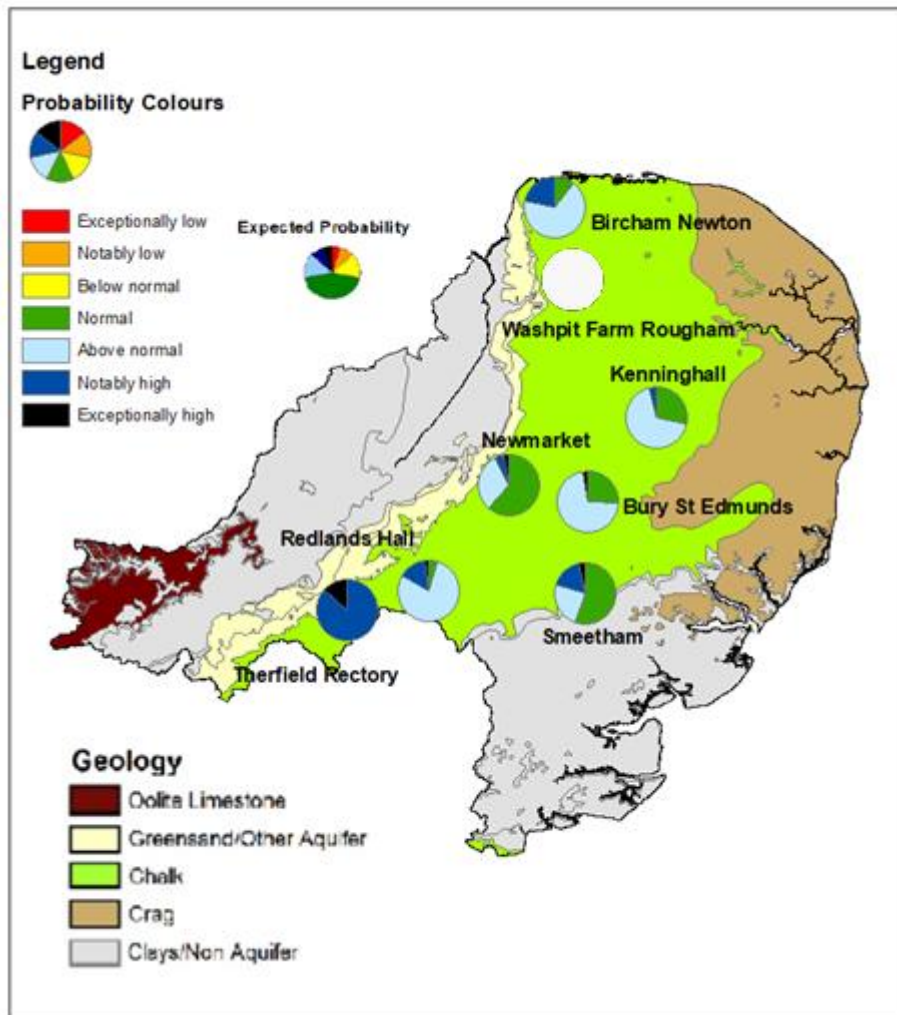 Legend
Probability Colours
Exceptionally low
Notably low
Below normal
Normal
Above normal
Notably high
Exceptionally high
Expected Probability
Bircham Newton
Washpit Farm Rougham
Kenninghall
Newmarket
Bury St Edmunds
Redlands Hall
Smeetham
Therfield Rectory
Geology
Oolite Limestone
Greensand/Other Aquifer
Chalk
Crag
Clays/Non Aquifer